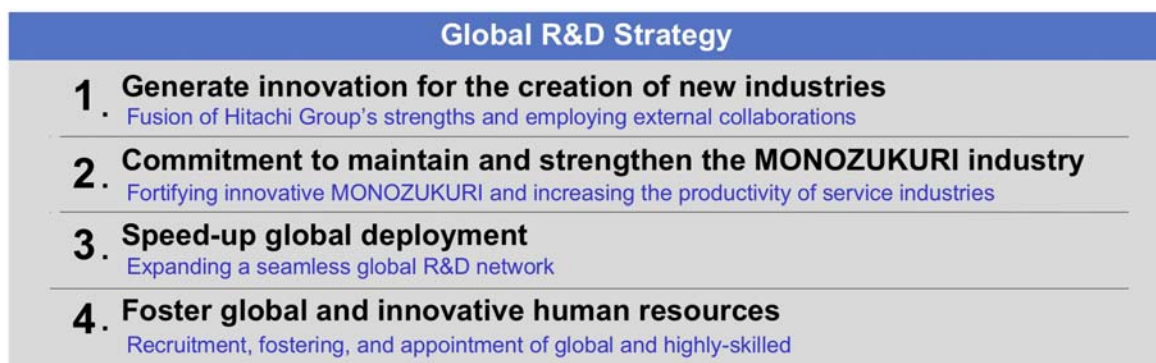 Global R&D Strategy
1. Generate innovation for the creation of new industries
Fusion of Hitachi Group's strengths and employing external collaborations
2. Commitment to maintain and strengthen the MONOZUKURI industry
Fortifying innovative MONOZUKURI and increasing the productivity of service industries
3. Speed-up global deployment
Expanding a seamless global R&D network
4. Foster global and innovative human resources
Recruitment, fostering, and appointment of global and highly-skilled